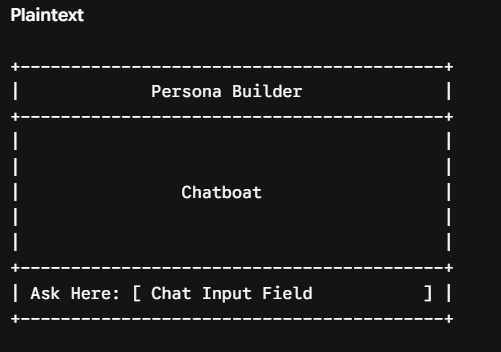 Plaintext
+------------------------------------------+
|             Persona Builder              |
+------------------------------------------+
|                                          |
|                                          |
|                Chatboat                  |
|                                          |
|                                          |
+------------------------------------------+
| Ask Here: [ Chat Input Field           ] |
+------------------------------------------+